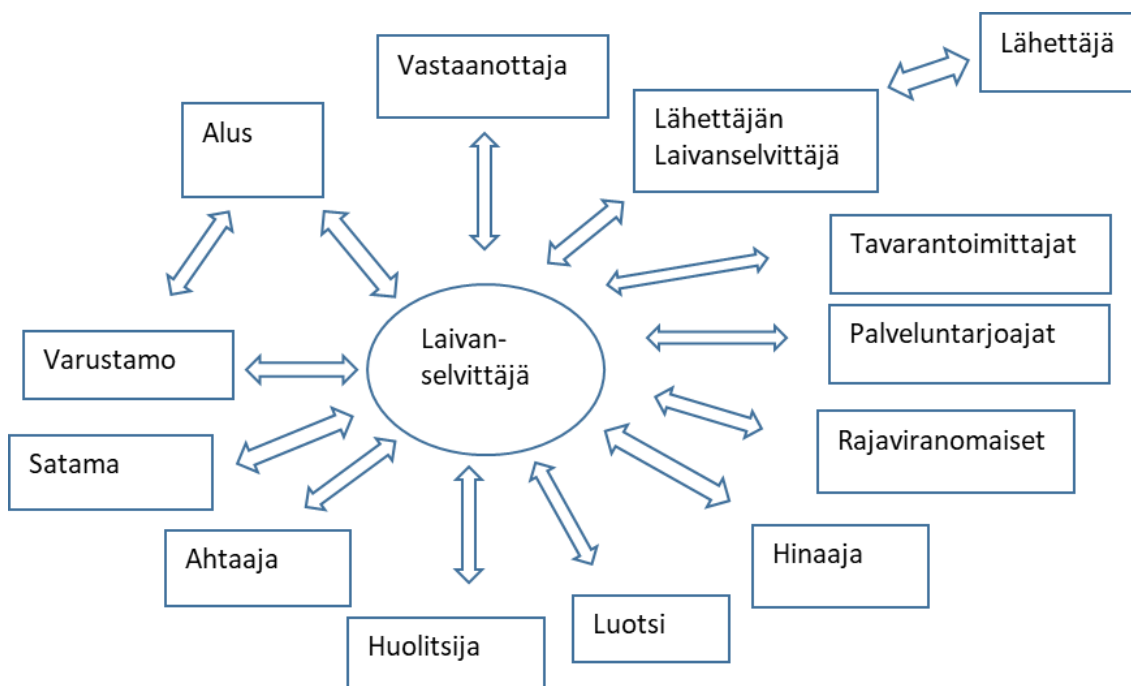 Lähettäjä
Vastaanottaja
Lähettäjän
Laivanselvittäjä
Alus
Tavarantoimittajat
Palveluntarjoajat
Laivan-
selvittäjä
Varustamo
Rajaviranomaiset
Satama
Ahtaaja
Hinaaja
Luotsi
Huolitsija